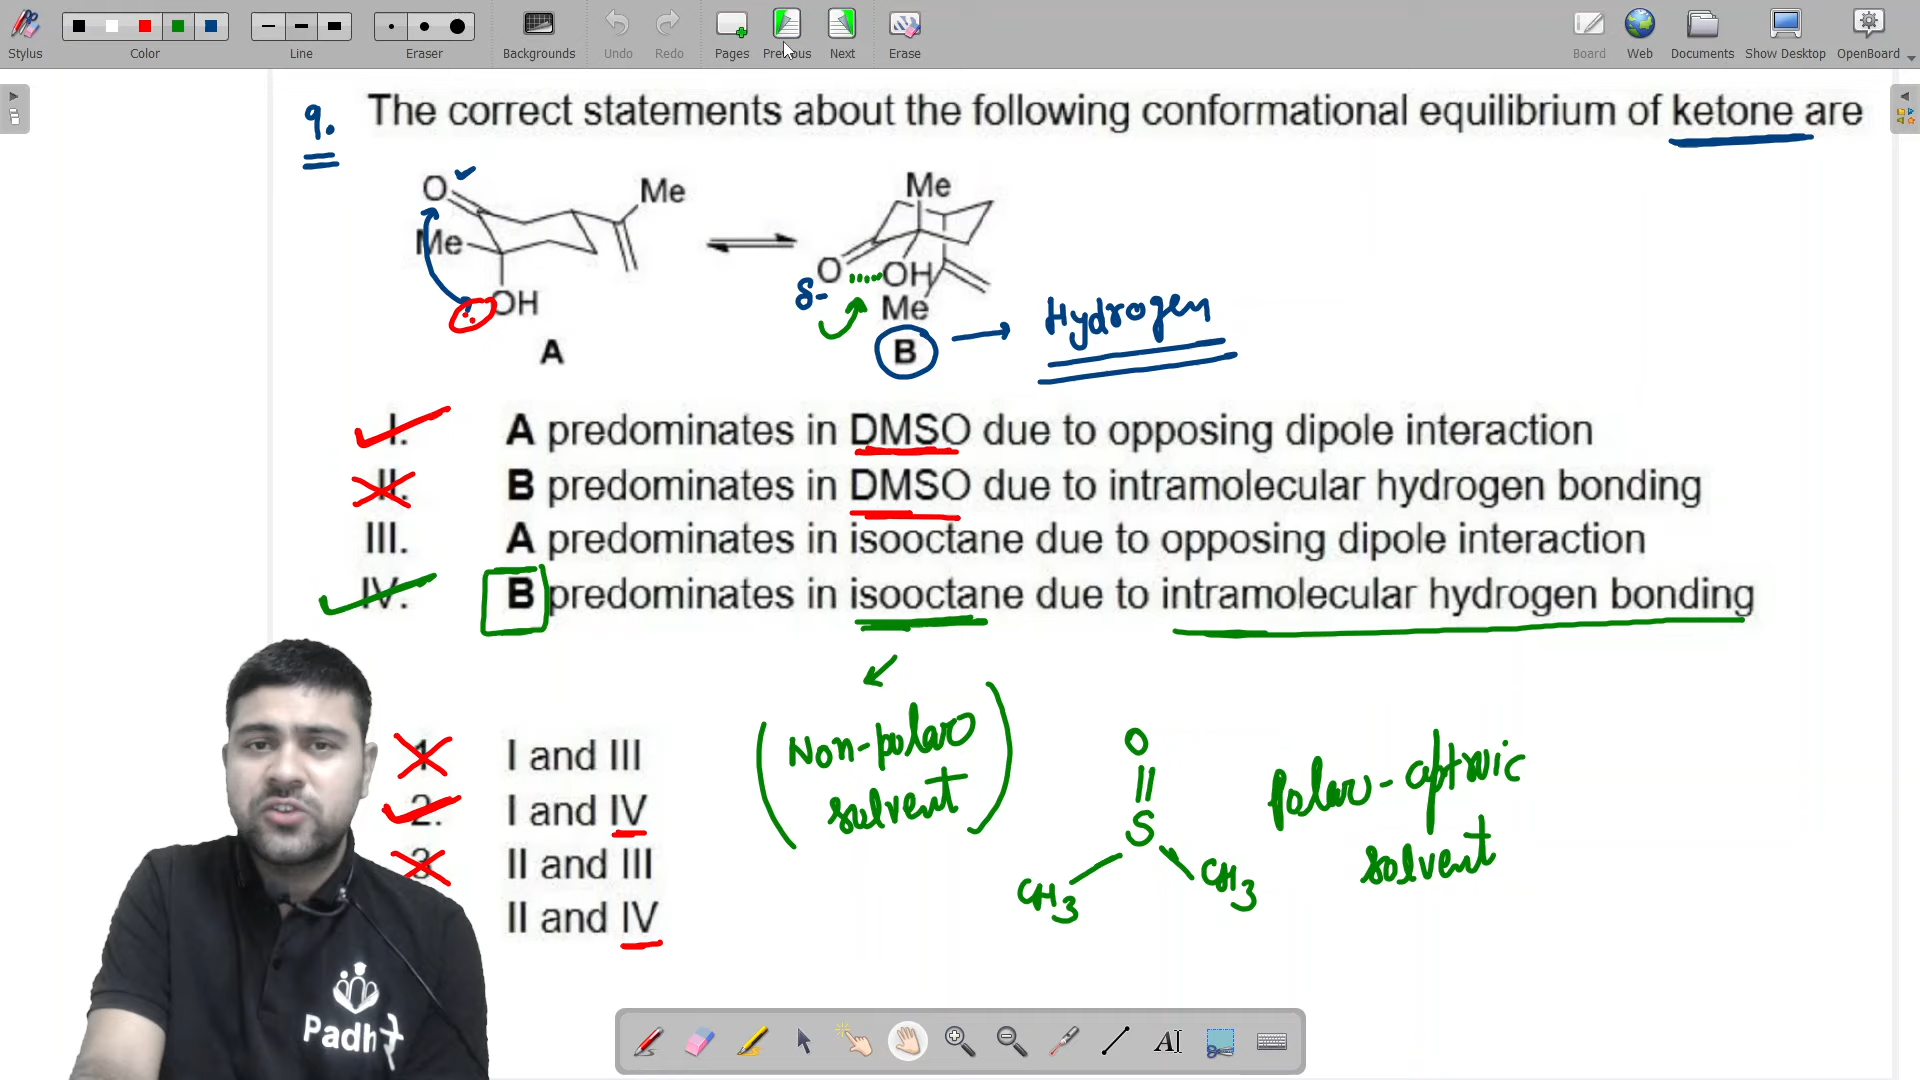 Stylus
Color
Line
Eraser
Backgrounds
Undo
Redo
Pages
Previous
Next
Erase
Board
Web
Documents
Show Desktop
OpenBoard
9. The correct statements about the following conformational equilibrium of ketone are
O
Me
Me
OH
A
Me
O
OH
δ-
Me
B
Hydrogen
I. A predominates in DMSO due to opposing dipole interaction
II. B predominates in DMSO due to intramolecular hydrogen bonding
III. A predominates in isooctane due to opposing dipole interaction
IV. B predominates in isooctane due to intramolecular hydrogen bonding
1. I and III
2. I and IV
3. II and III
II and IV
(Non-polar
solvent)
O
S
CH3
CH3
Polar-aptroic
solvent
Padhरे
AI